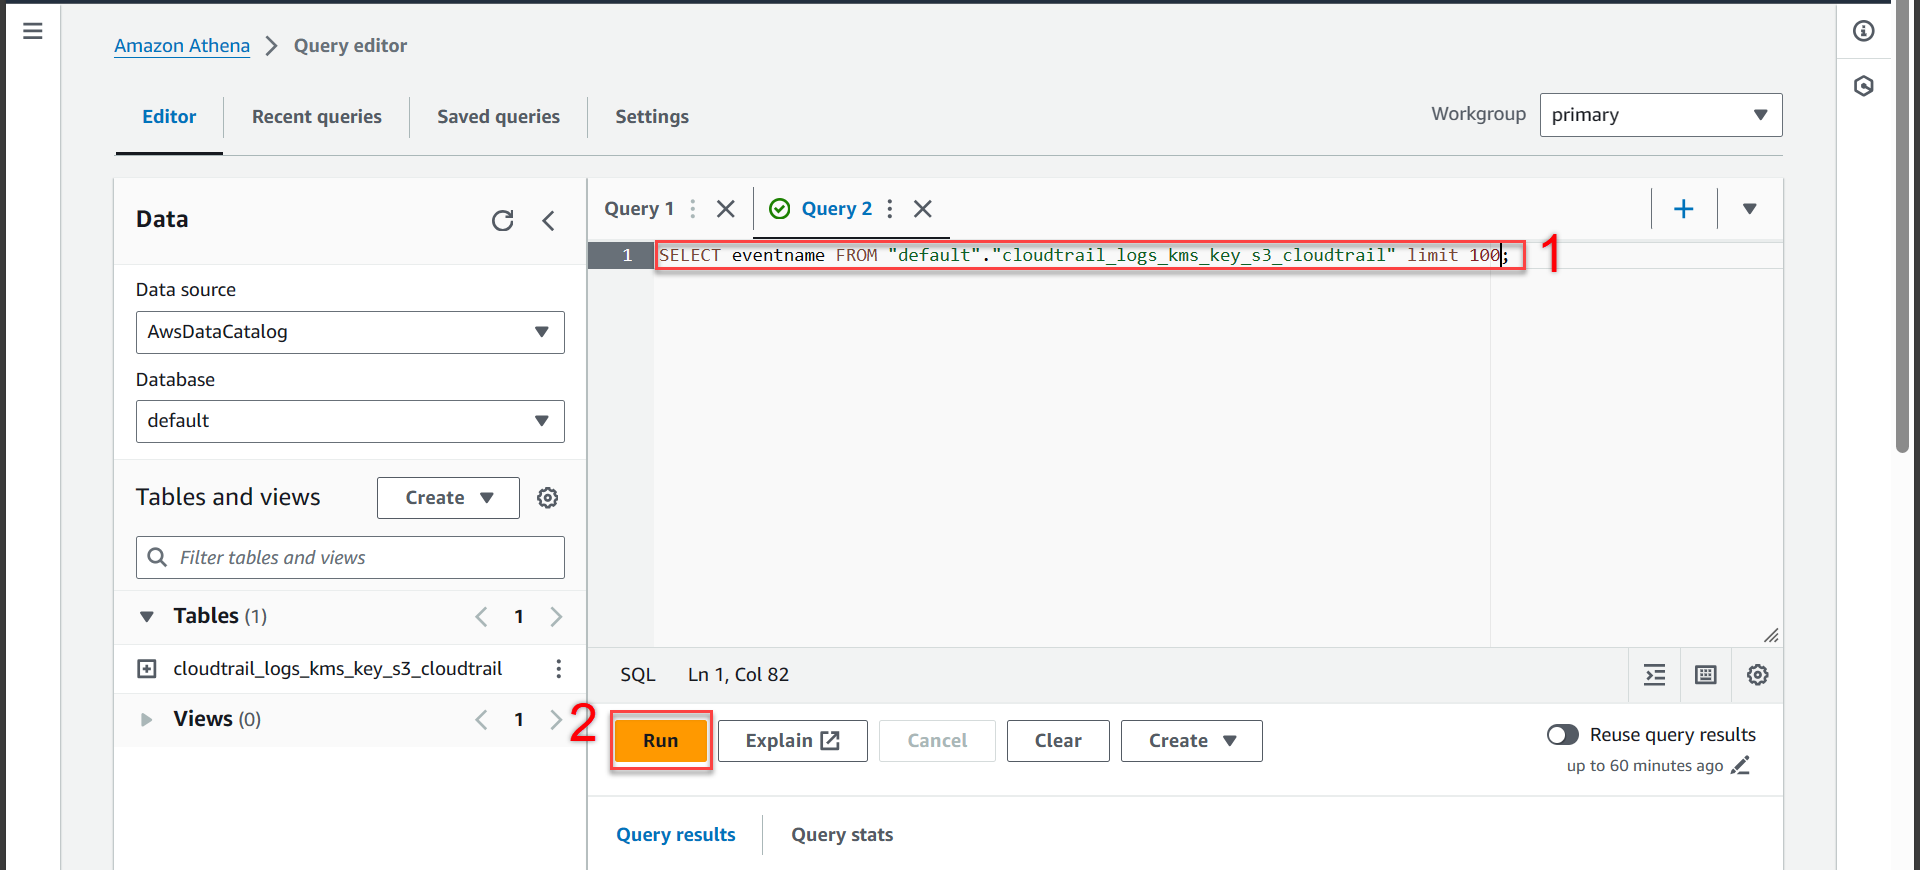 Amazon Athena > Query editor
Editor Recent queries Saved queries Settings
Workgroup primary
Data
Data source
AwsDataCatalog
Database
default
Tables and views Create
Filter tables and views
Tables (1) 1
cloudtrail_logs_kms_key_s3_cloudtrail
Views (0) 1
Query 1 Query 2
1 SELECT eventname FROM "default"."cloudtrail_logs_kms_key_s3_cloudtrail" limit 100; 1
SQL Ln 1, Col 82
2 Run Explain Cancel Clear Create
Reuse query results
up to 60 minutes ago
Query results Query stats